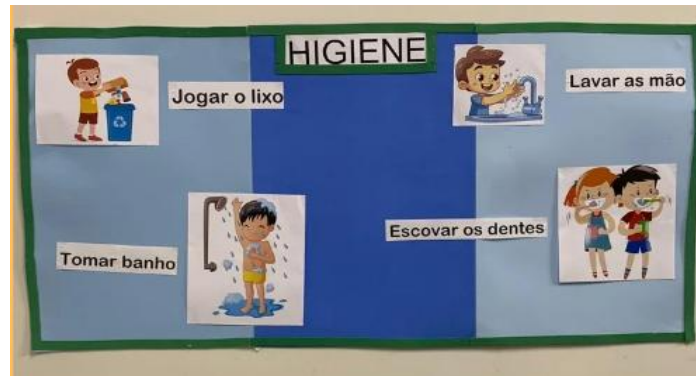 HIGIENE
Jogar o lixo
Lavar as mão
Tomar banho
Escovar os dentes